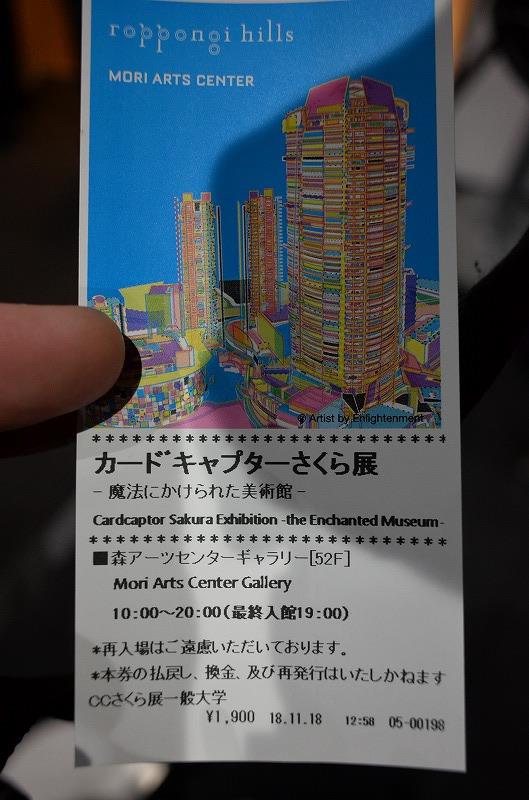 roppongi hills
MORI ARTS CENTER
© Artist by Enlightenment
******************************
カードキャプターさくら展
－魔法にかけられた美術館－
Cardcaptor Sakura Exhibition -the Enchanted Museum-
******************************
■森アーツセンターギャラリー[52F]
Mori Arts Center Gallery
10:00～20:00(最終入館19:00)
*再入場はご遠慮いただいております。
*本券の払戻し、換金、及び再発行はいたしかねます
CCさくら展一般大学
¥1,900 18.11.18 12:58 05-00198